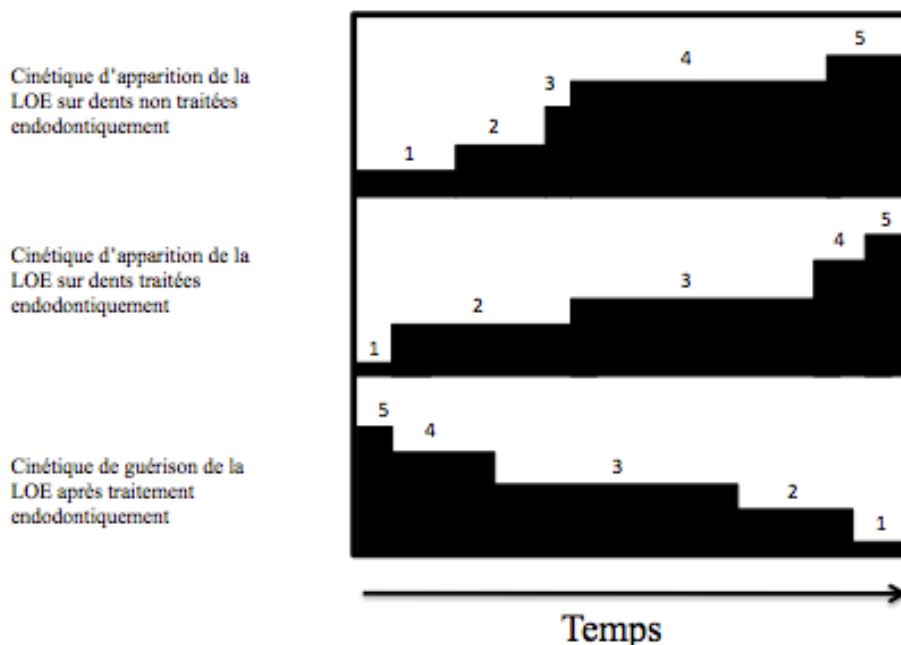 Cinétique d'apparition de la
LOE sur dents non traitées
endodontiquement
1
2
3
4
5
Cinétique d'apparition de la
LOE sur dents traitées
endodontiquement
1
2
3
4
5
Cinétique de guérison de la
LOE après traitement
endodontiquement
5
4
3
2
1
Temps